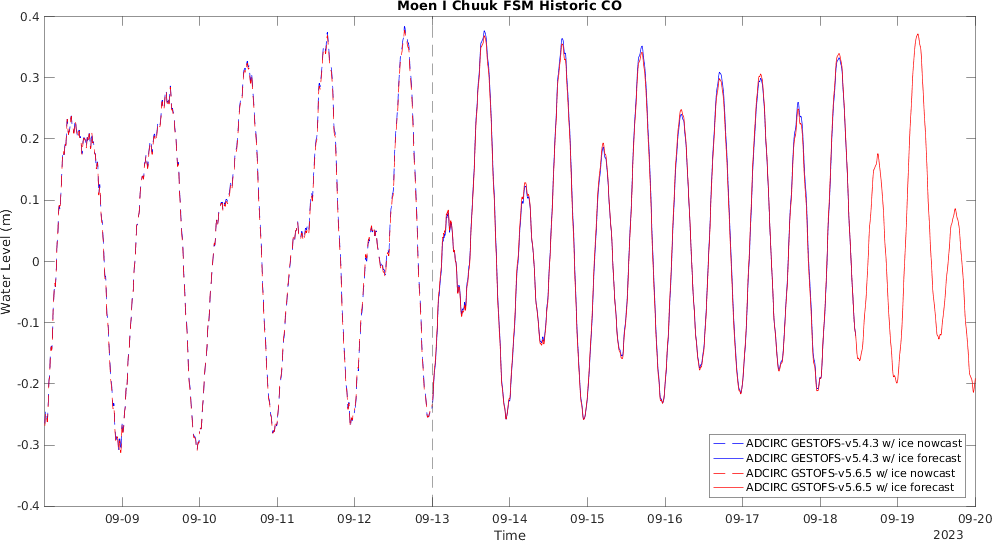 Moen I Chuuk FSM Historic CO
0.4
0.3
0.2
0.1
0
-0.1
-0.2
-0.3
-0.4
Water Level (m)
ADCIRC GESTOFS-v5.4.3 w/ ice nowcast
ADCIRC GESTOFS-v5.4.3 w/ ice forecast
ADCIRC GSTOFS-v5.6.5 w/ ice nowcast
ADCIRC GSTOFS-v5.6.5 w/ ice forecast
09-09 09-10 09-11 09-12 09-13 09-14 09-15 09-16 09-17 09-18 09-19 09-20
Time
2023